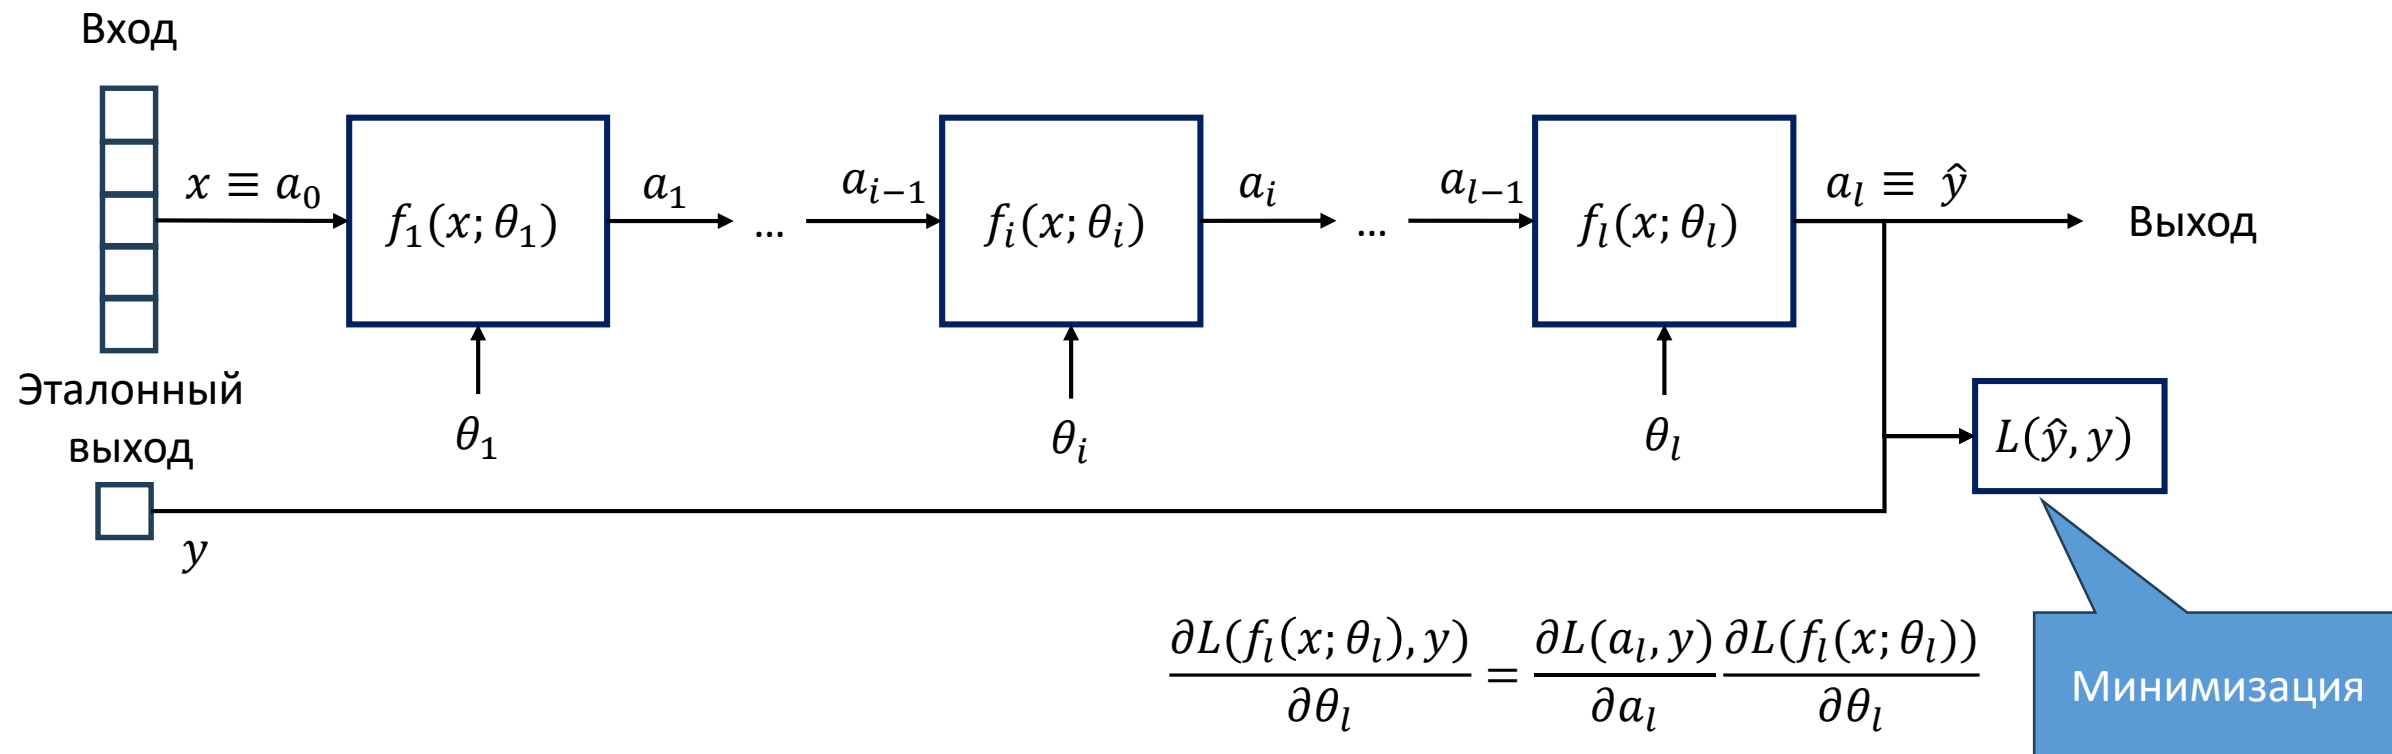 Вход
x ≡ a₀
f₁(x; θ₁)
a₁
...
aᵢ₋₁
fᵢ(x; θᵢ)
aᵢ
...
aₗ₋₁
fₗ(x; θₗ)
aₗ ≡ ŷ
Выход
θ₁
θᵢ
θₗ
Эталонный
выход
y
L(ŷ, y)
∂L(fₗ(x; θₗ), y)/∂θₗ = ∂L(aₗ, y)/∂aₗ ∂L(fₗ(x; θₗ))/∂θₗ
Минимизация